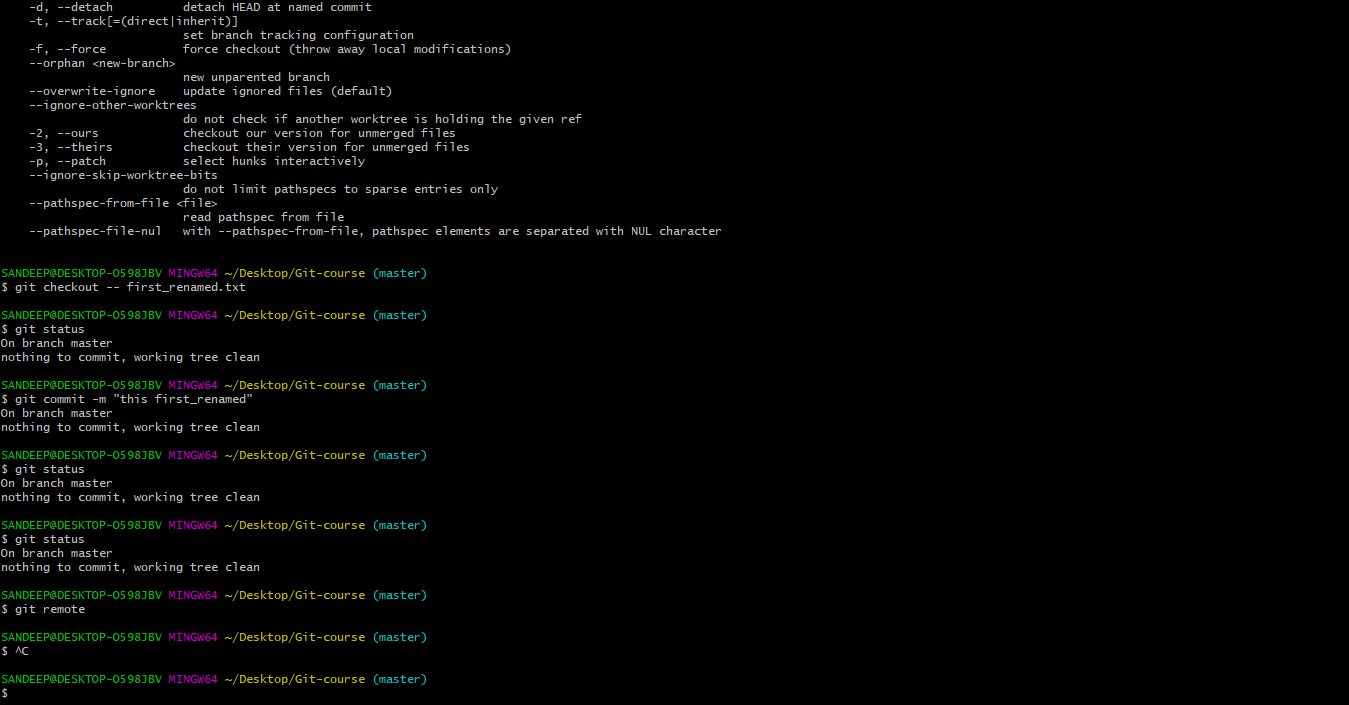 -d, --detach          detach HEAD at named commit
    -t, --track[=(direct|inherit)]
                          set branch tracking configuration
    -f, --force           force checkout (throw away local modifications)
    --orphan <new-branch>
                          new unparented branch
    --overwrite-ignore    update ignored files (default)
    --ignore-other-worktrees
                          do not check if another worktree is holding the given ref
    -2, --ours            checkout our version for unmerged files
    -3, --theirs          checkout their version for unmerged files
    -p, --patch           select hunks interactively
    --ignore-skip-worktree-bits
                          do not limit pathspecs to sparse entries only
    --pathspec-from-file <file>
                          read pathspec from file
    --pathspec-file-nul   with --pathspec-from-file, pathspec elements are separated with NUL character

SANDEEP@DESKTOP-O598JBV MINGW64 ~/Desktop/Git-course (master)
$ git checkout -- first_renamed.txt

SANDEEP@DESKTOP-O598JBV MINGW64 ~/Desktop/Git-course (master)
$ git status
On branch master
nothing to commit, working tree clean

SANDEEP@DESKTOP-O598JBV MINGW64 ~/Desktop/Git-course (master)
$ git commit -m "this first_renamed"
On branch master
nothing to commit, working tree clean

SANDEEP@DESKTOP-O598JBV MINGW64 ~/Desktop/Git-course (master)
$ git status
On branch master
nothing to commit, working tree clean

SANDEEP@DESKTOP-O598JBV MINGW64 ~/Desktop/Git-course (master)
$ git status
On branch master
nothing to commit, working tree clean

SANDEEP@DESKTOP-O598JBV MINGW64 ~/Desktop/Git-course (master)
$ git remote

SANDEEP@DESKTOP-O598JBV MINGW64 ~/Desktop/Git-course (master)
$ ^C

SANDEEP@DESKTOP-O598JBV MINGW64 ~/Desktop/Git-course (master)
$